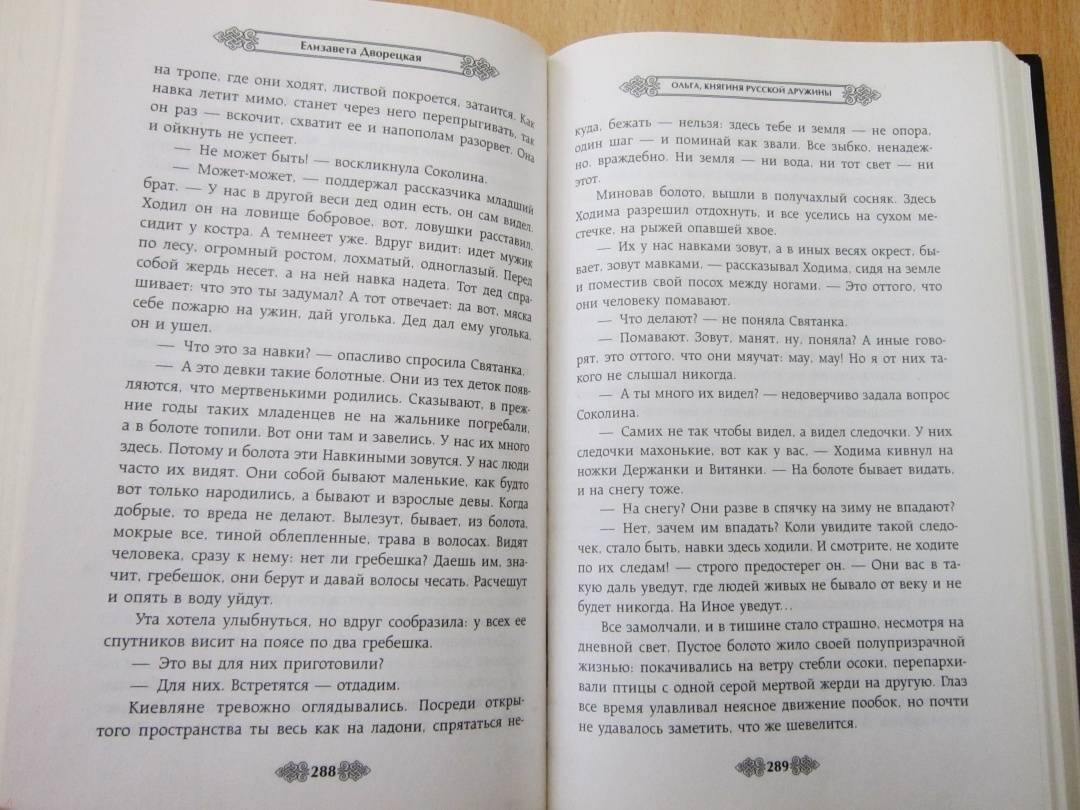 Елизавета Дворецкая
на тропе, где они ходят, листвой покроется, затаится. Как
навка летит мимо, станет через него перепрыгивать, так
он раз — вскочит, схватит ее и напополам разорвет. Она
и ойкнуть не успеет.
— Не может быть! — воскликнула Соколина.
— Может-может, — поддержал рассказчика младший
брат. — У нас в другой веси дед один есть, он сам видел.
Ходил он на ловище бобровое, вот, ловушки расставил,
сидит у костра. А темнеет уже. Вдруг видит: идет мужик
по лесу, огромный ростом, лохматый, одноглазый. Перед
собой жердь несет, а на ней навка надета. Тот дед спра-
шивает: что это ты задумал? А тот отвечает: да вот, мяска
себе пожарю на ужин, дай уголька. Дед дал ему уголька,
он и ушел.
— Что это за навки? — опасливо спросила Святанка.
— А это девки такие болотные. Они из тех деток появ-
ляются, что мертвенькими родились. Сказывают, в преж-
ние годы таких младенцев не на жальнике погребали,
а в болоте топили. Вот они там и завелись. У нас их много
здесь. Потому и болота эти Навкиными зовутся. У нас люди
часто их видят. Они собой бывают маленькие, как будто
вот только народились, а бывают и взрослые девы. Когда
добрые, то вреда не делают. Вылезут, бывает, из болота,
мокрые все, тиной облепленные, трава в волосах. Видят
человека, сразу к нему: нет ли гребешка? Даешь им, зна-
чит, гребешок, они берут и давай волосы чесать. Расчешут
и опять в воду уйдут.
Ута хотела улыбнуться, но вдруг сообразила: у всех ее
спутников висит на поясе по два гребешка.
— Это вы для них приготовили?
— Для них. Встретятся — отдадим.
Киевляне тревожно оглядывались. Посреди откры-
того пространства ты весь как на ладони, спрятаться не-
288
ОЛЬГА, КНЯГИНЯ РУССКОЙ ДРУЖИНЫ
куда, бежать — нельзя: здесь тебе и земля — не опора,
один шаг — и поминай как звали. Все зыбко, ненадеж-
но, враждебно. Ни земля — ни вода, ни тот свет — ни
этот.
Миновав болото, вышли в получахлый сосняк. Здесь
Ходима разрешил отдохнуть, и все уселись на сухом ме-
стечке, на рыжей опавшей хвое.
— Их у нас навками зовут, а в иных весях окрест, бы-
вает, зовут мавками, — рассказывал Ходима, сидя на земле
и поместив свой посох между ногами. — Это оттого, что
они человеку помавают.
— Что делают? — не поняла Святанка.
— Помавают. Зовут, манят, ну, поняла? А иные гово-
рят, это оттого, что они мяучат: мау, мау! Но я от них та-
кого не слышал никогда.
— А ты много их видел? — недоверчиво задала вопрос
Соколина.
— Самих не так чтобы видел, а видел следочки. У них
следочки махонькие, вот как у вас, — Ходима кивнул на
ножки Держанки и Витянки. — На болоте бывает видать,
и на снегу тоже.
— На снегу? Они разве в спячку на зиму не впадают?
— Нет, зачем им впадать? Коли увидите такой следо-
чек, стало быть, навки здесь ходили. И смотрите, не ходите
по их следам! — строго предостерег он. — Они вас в та-
кую даль уведут, где людей живых не бывало от веку и не
будет никогда. На Иное уведут...
Все замолчали, и в тишине стало страшно, несмотря на
дневной свет. Пустое болото жило своей полупризрачной
жизнью: покачивались на ветру стебли осоки, перепархи-
вали птицы с одной серой мертвой жерди на другую. Глаз
все время улавливал неясное движение пообок, но почти
не удавалось заметить, что же шевелится.
289